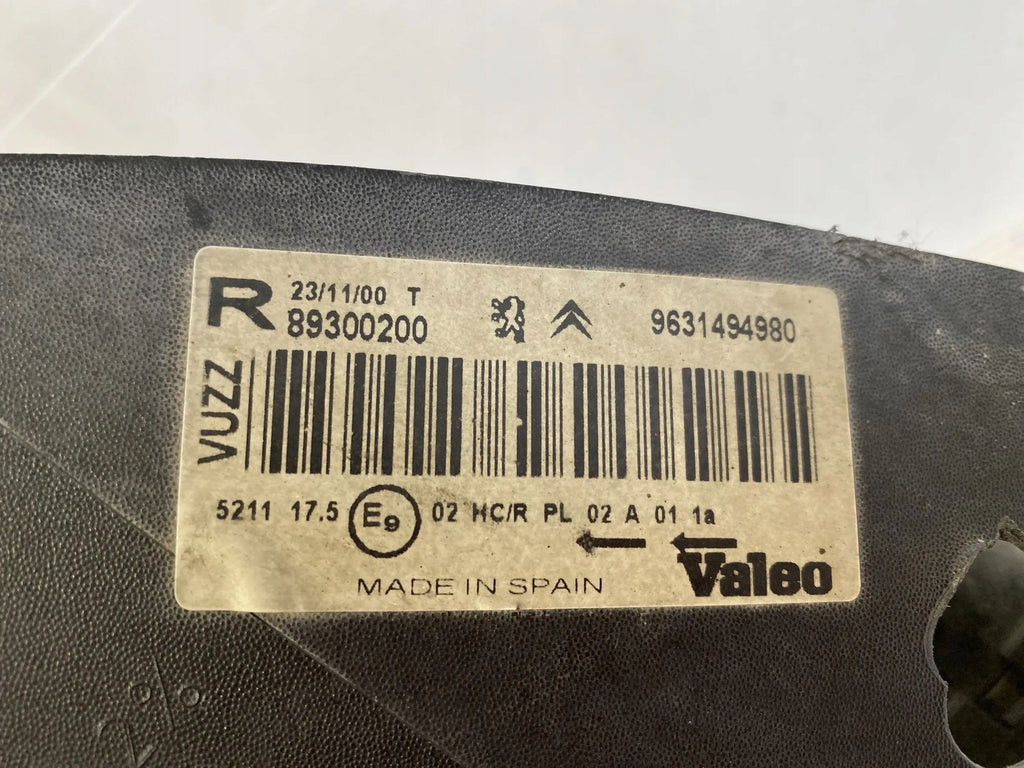 R 23/11/00 T
89300200 9631494980
VUZZ
5211 17.5 E9 02 HC/R PL 02 A 01 1a
MADE IN SPAIN Valeo
2%